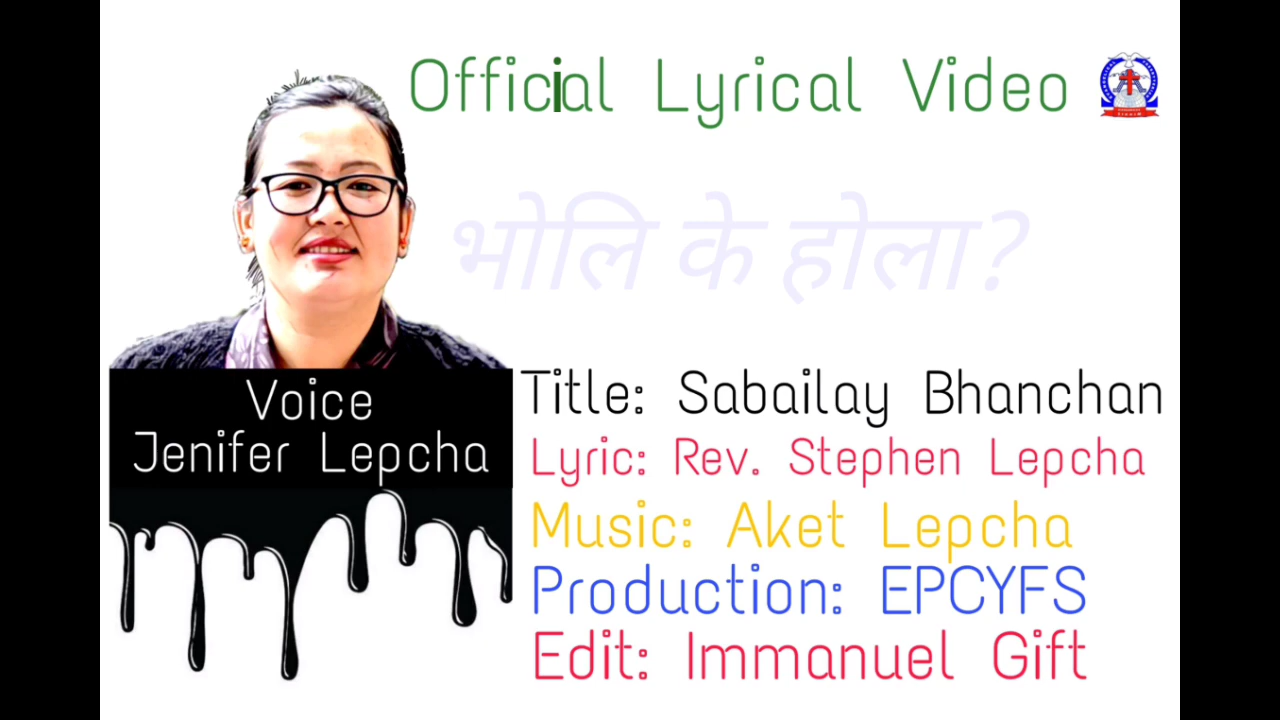 Official Lyrical Video
भोलि के होला?
Voice
Jenifer Lepcha
Title: Sabailay Bhanchan
Lyric: Rev. Stephen Lepcha
Music: Aket Lepcha
Production: EPCYFS
Edit: Immanuel Gift